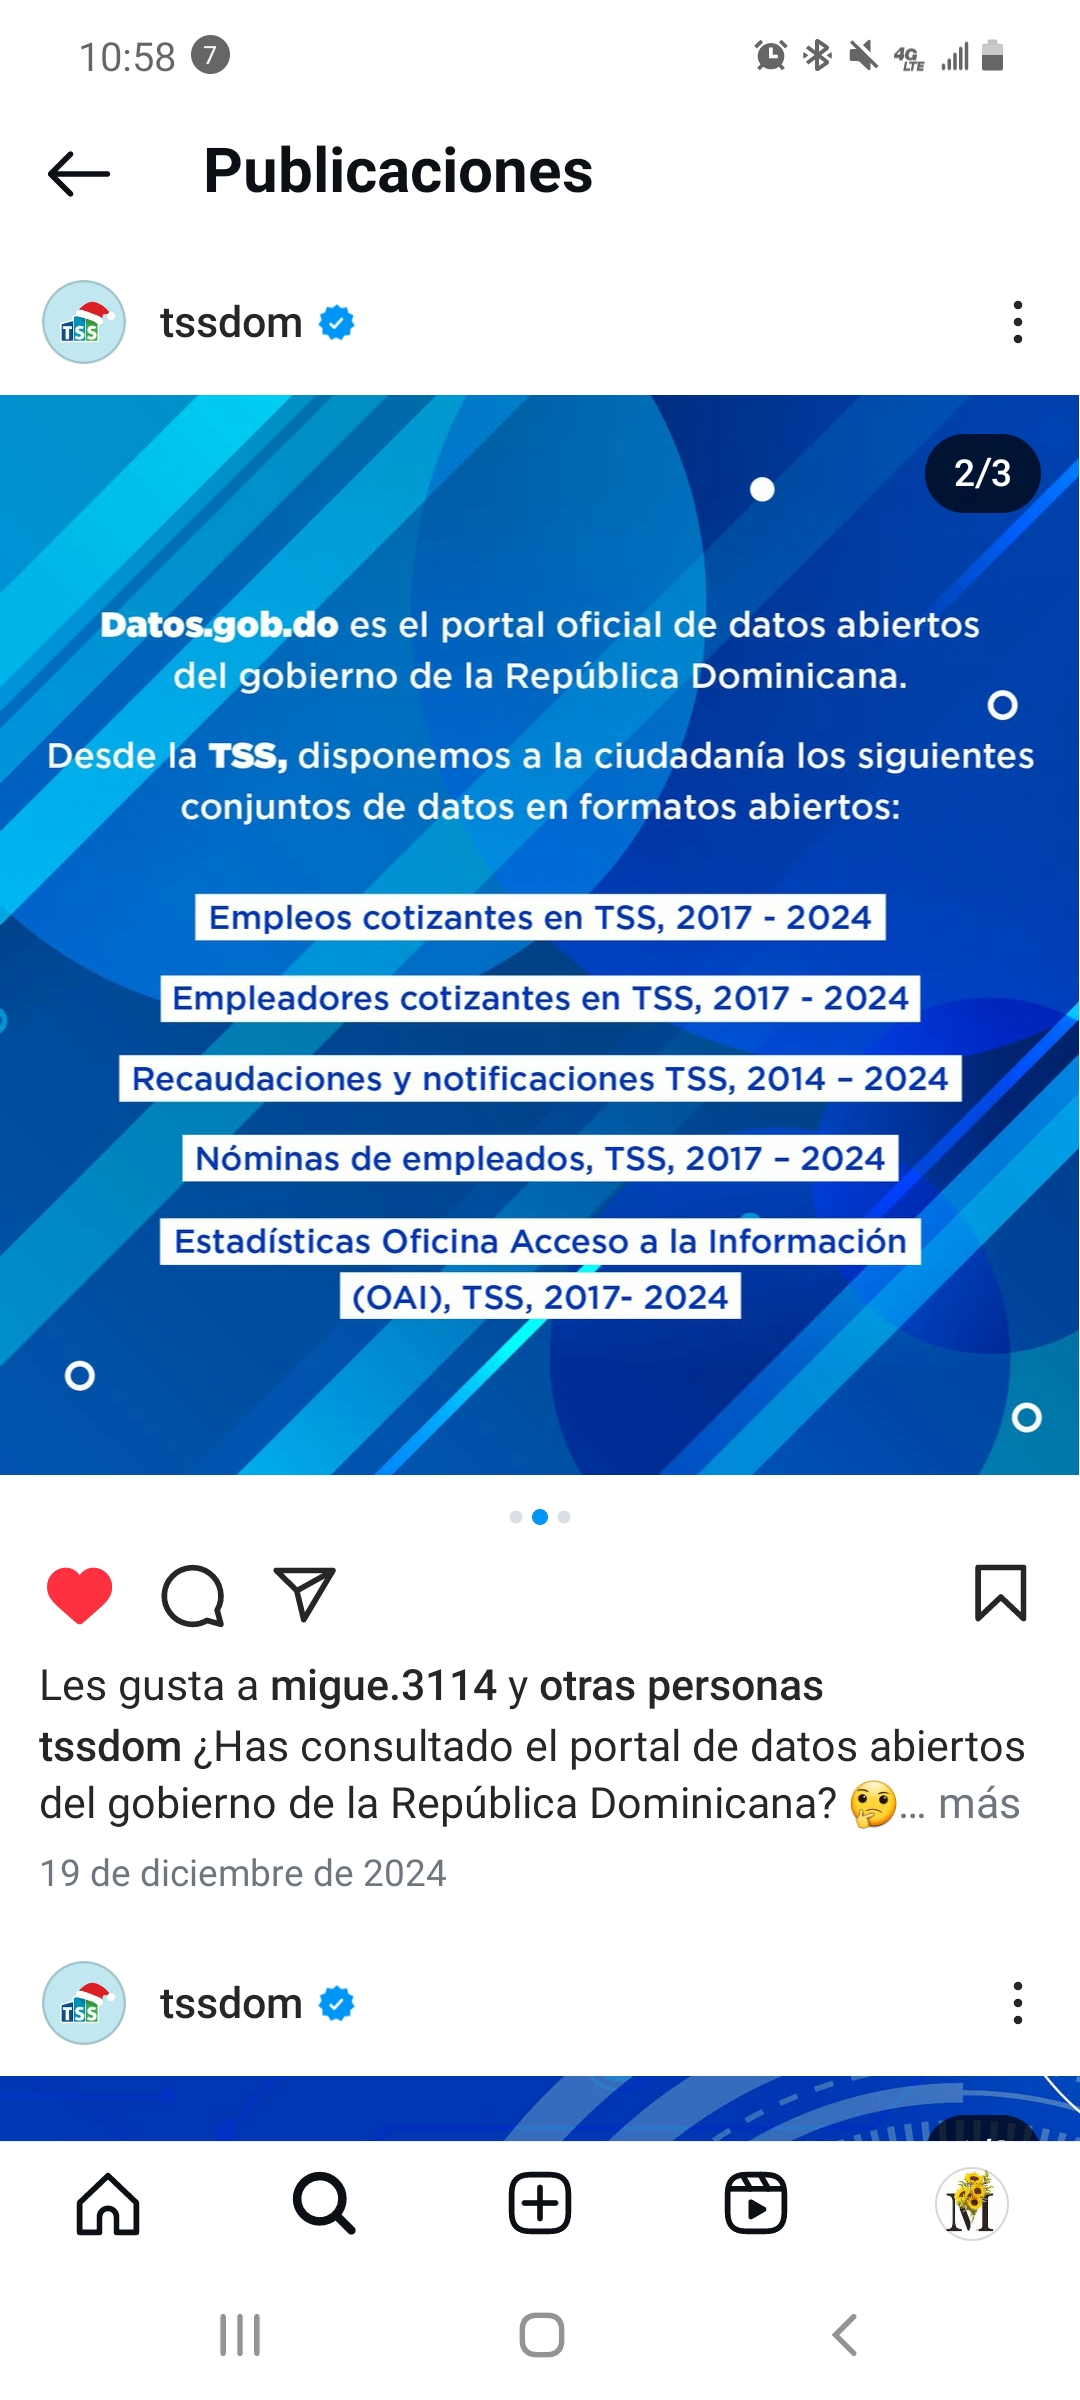 10:58 7
4G LTE
Publicaciones
TSS
tssdom
2/3
Datos.gob.do es el portal oficial de datos abiertos
del gobierno de la República Dominicana.
Desde la TSS, disponemos a la ciudadanía los siguientes
conjuntos de datos en formatos abiertos:
Empleos cotizantes en TSS, 2017 - 2024
Empleadores cotizantes en TSS, 2017 - 2024
Recaudaciones y notificaciones TSS, 2014 – 2024
Nóminas de empleados, TSS, 2017 – 2024
Estadísticas Oficina Acceso a la Información
(OAI), TSS, 2017- 2024
Les gusta a migue.3114 y otras personas
tssdom ¿Has consultado el portal de datos abiertos
del gobierno de la República Dominicana? 🤔... más
19 de diciembre de 2024
TSS
tssdom
M